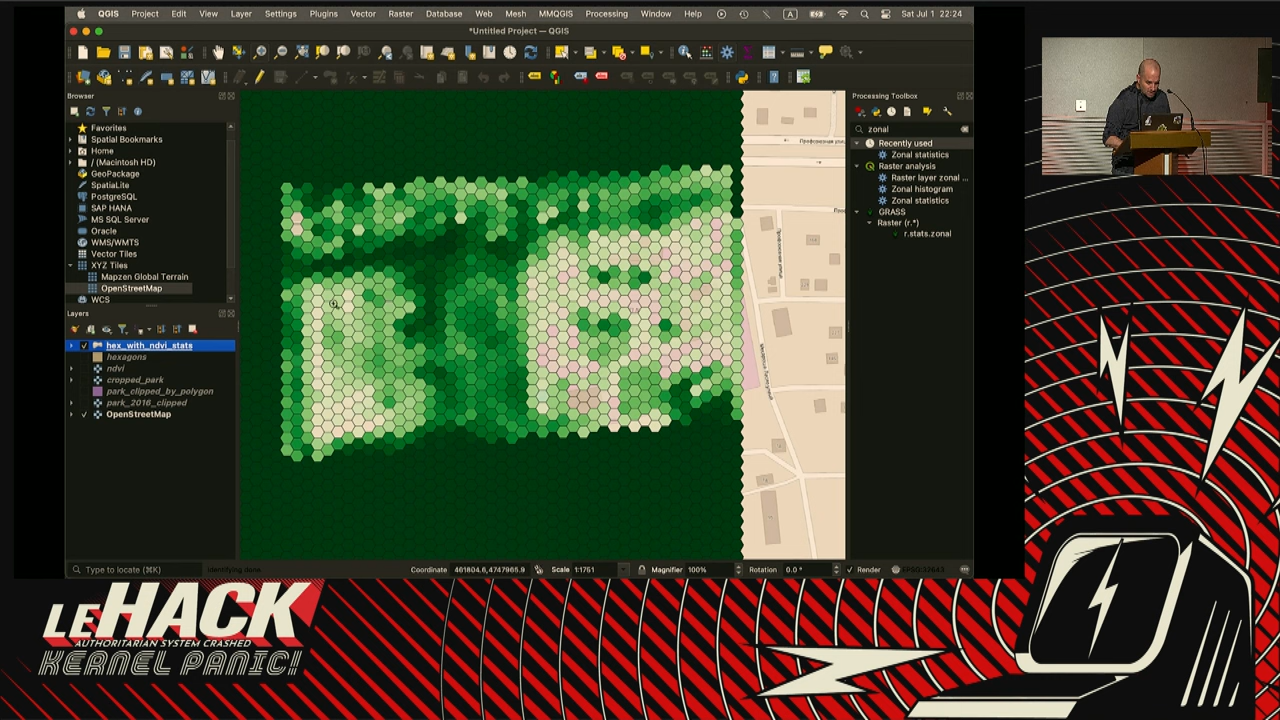 QGIS Project Edit View Layer Settings Plugins Vector Raster Database Web Mesh MMQGIS Processing Window Help A Sat Jul 1 22:24
*Untitled Project — QGIS
Browser
Favorites
Spatial Bookmarks
Home
/ (Macintosh HD)
GeoPackage
SpatiaLite
PostgreSQL
SAP HANA
MS SQL Server
Oracle
WMS/WMTS
Vector Tiles
XYZ Tiles
Mapzen Global Terrain
OpenStreetMap
WCS
Layers
hex_with_ndvi_stats
hexagons
ndvi
cropped_park
park_clipped_by_polygon
park_2016_clipped
OpenStreetMap
Processing Toolbox
zonal
Recently used
Zonal statistics
Raster analysis
Raster layer zonal ...
Zonal histogram
Zonal statistics
GRASS
Raster (r.*)
r.stats.zonal
Type to locate (⌘K)
Identifying done.
Coordinate 461804.6,4747965.9
Scale 1:1751
Magnifier 100%
Rotation 0.0 °
Render
LEHACK
AUTHORITARIAN SYSTEM CRASHED
KERNEL PANIC!